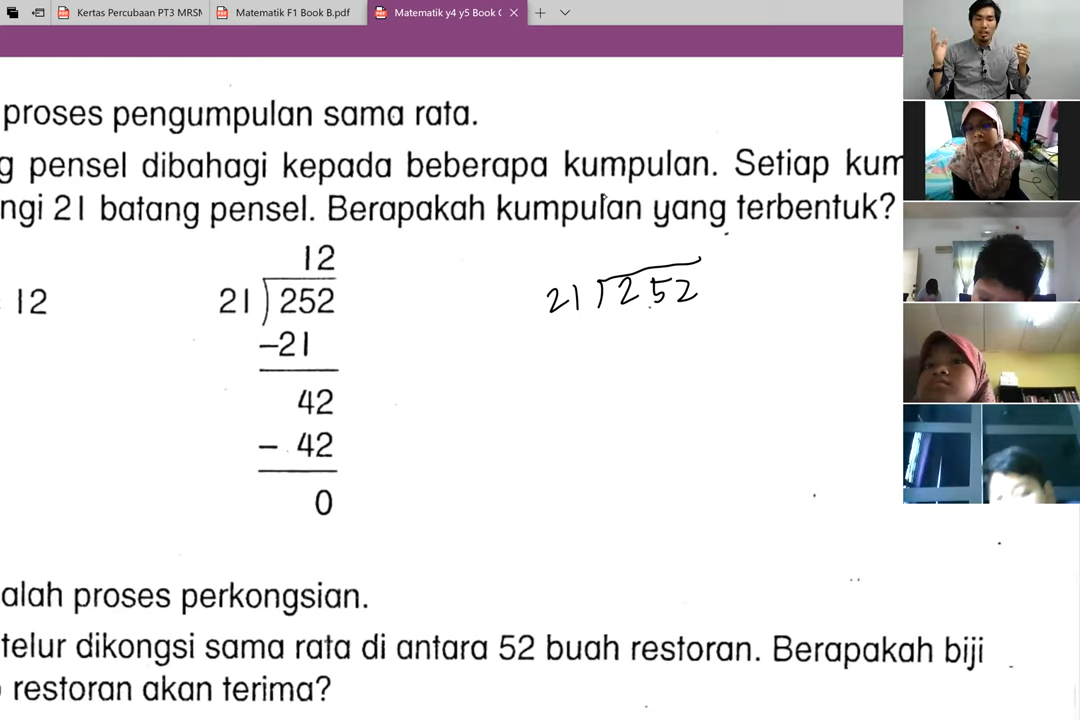 Kertas Percubaan PT3 MRSM
Matematik F1 Book B.pdf
Matematik y4 y5 Book
proses pengumpulan sama rata.
g pensel dibahagi kepada beberapa kumpulan. Setiap kum
ngi 21 batang pensel. Berapakah kumpulan yang terbentuk?
12
12
21 252
21 252
−21
42
− 42
0
alah proses perkongsian.
telur dikongsi sama rata di antara 52 buah restoran. Berapakah biji
restoran akan terima?